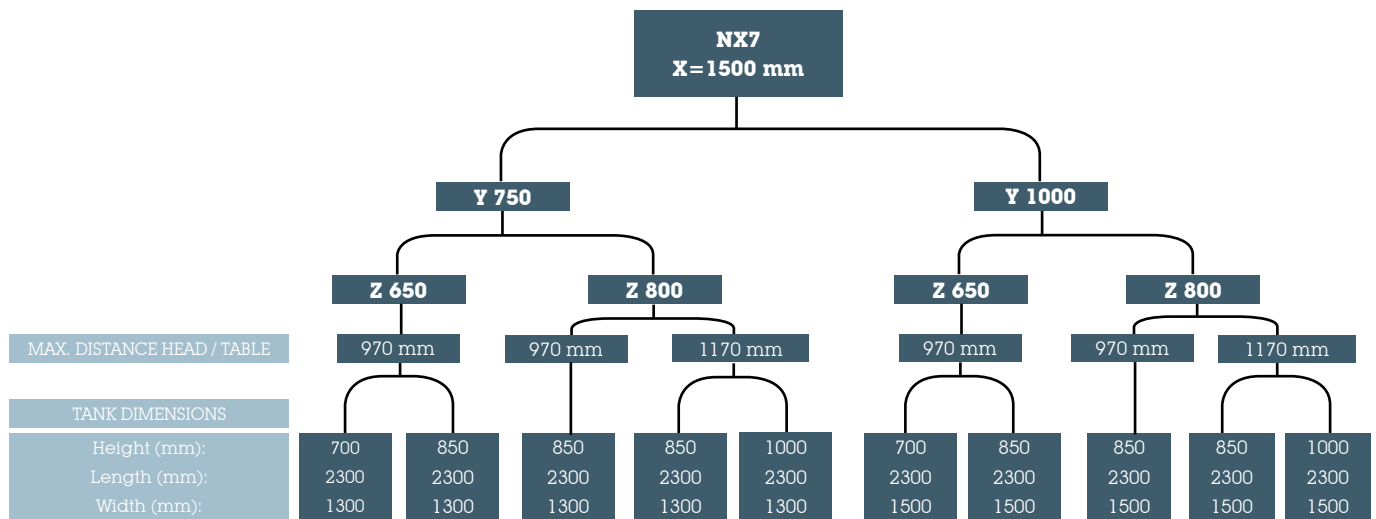 NX7
X=1500 mm
Y 750 Y 1000
Z 650 Z 800 Z 650 Z 800
MAX. DISTANCE HEAD / TABLE 970 mm 970 mm 1170 mm 970 mm 970 mm 1170 mm
TANK DIMENSIONS
Height (mm): 700 850 850 850 1000 700 850 850 850 1000
Length (mm): 2300 2300 2300 2300 2300 2300 2300 2300 2300 2300
Width (mm): 1300 1300 1300 1300 1300 1500 1500 1500 1500 1500